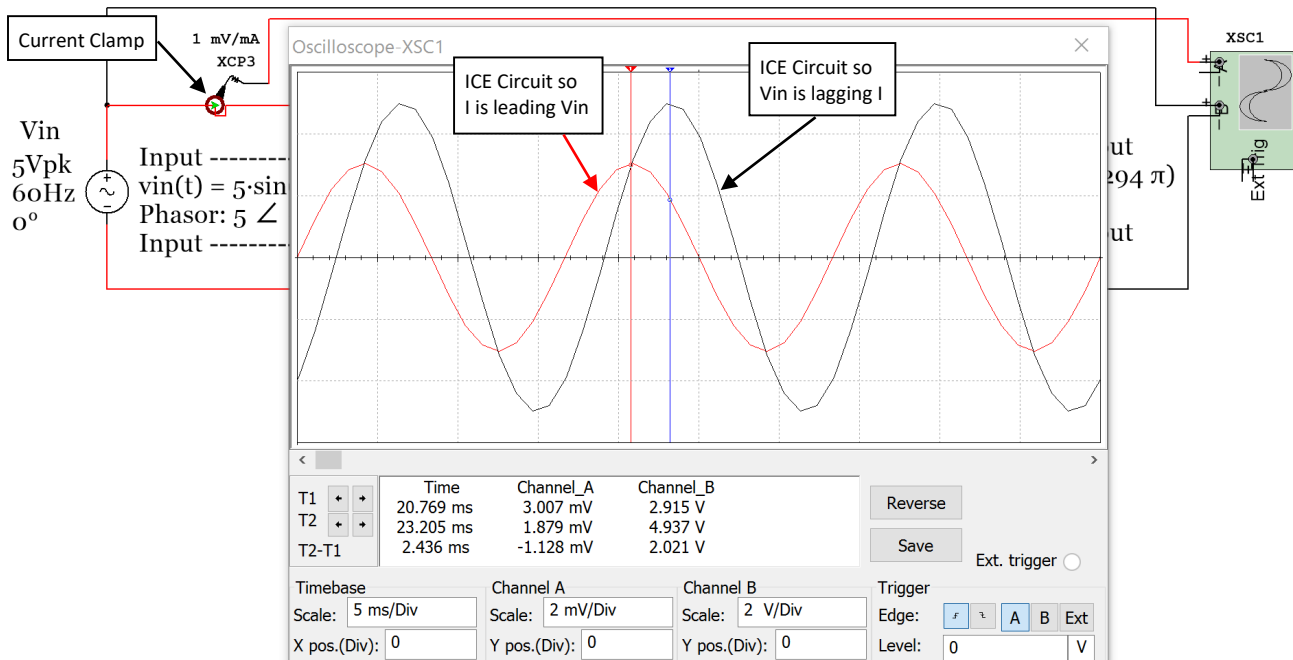 Current Clamp
1 mV/mA
XCP3
Vin
5Vpk
60Hz
0°
Input -----------
vin(t) = 5·sin
Phasor: 5 ∠
Input -----------
Oscilloscope-XSC1
ICE Circuit so
I is leading Vin
ICE Circuit so
Vin is lagging I
XSC1
A
B
Ext Trig
ut
294 π)
ut
Time Channel_A Channel_B
T1 20.769 ms 3.007 mV 2.915 V
T2 23.205 ms 1.879 mV 4.937 V
T2-T1 2.436 ms -1.128 mV 2.021 V
Reverse
Save
Ext. trigger
Timebase
Scale: 5 ms/Div
X pos.(Div): 0
Channel A
Scale: 2 mV/Div
Y pos.(Div): 0
Channel B
Scale: 2 V/Div
Y pos.(Div): 0
Trigger
Edge: A B Ext
Level: 0 V